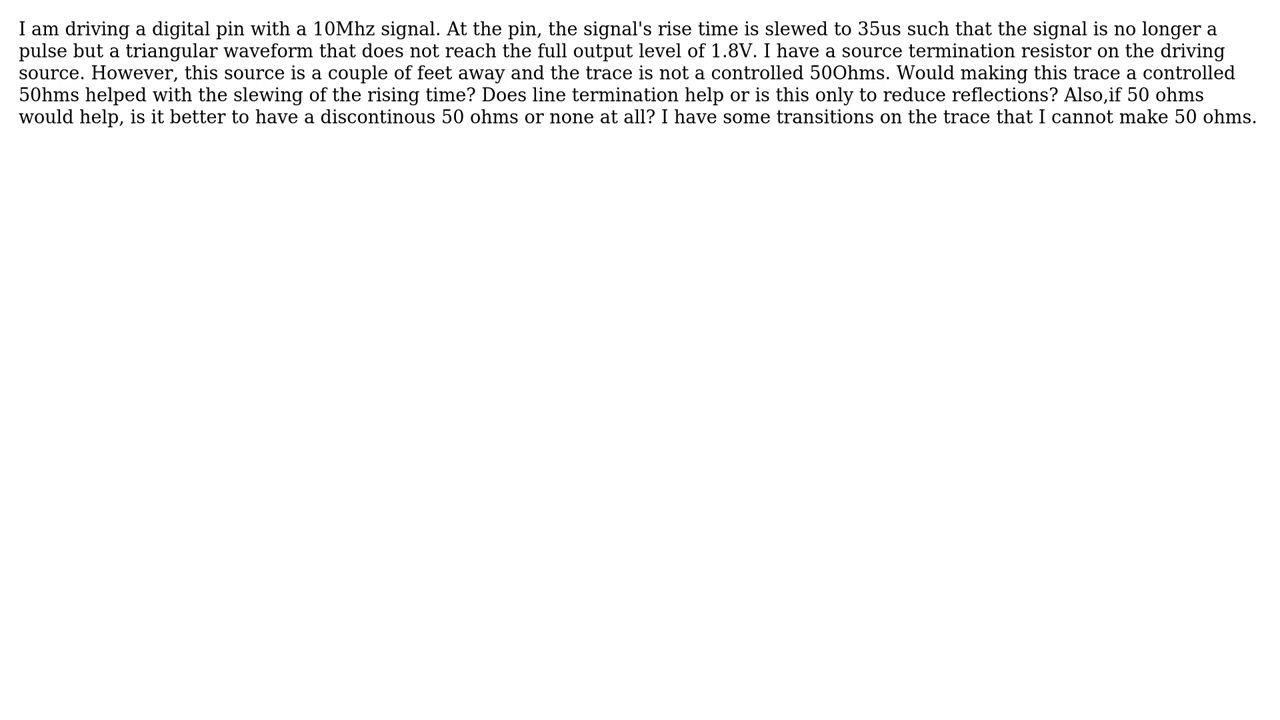 I am driving a digital pin with a 10Mhz signal. At the pin, the signal's rise time is slewed to 35us such that the signal is no longer a
pulse but a triangular waveform that does not reach the full output level of 1.8V. I have a source termination resistor on the driving
source. However, this source is a couple of feet away and the trace is not a controlled 50Ohms. Would making this trace a controlled
50hms helped with the slewing of the rising time? Does line termination help or is this only to reduce reflections? Also,if 50 ohms
would help, is it better to have a discontinous 50 ohms or none at all? I have some transitions on the trace that I cannot make 50 ohms.